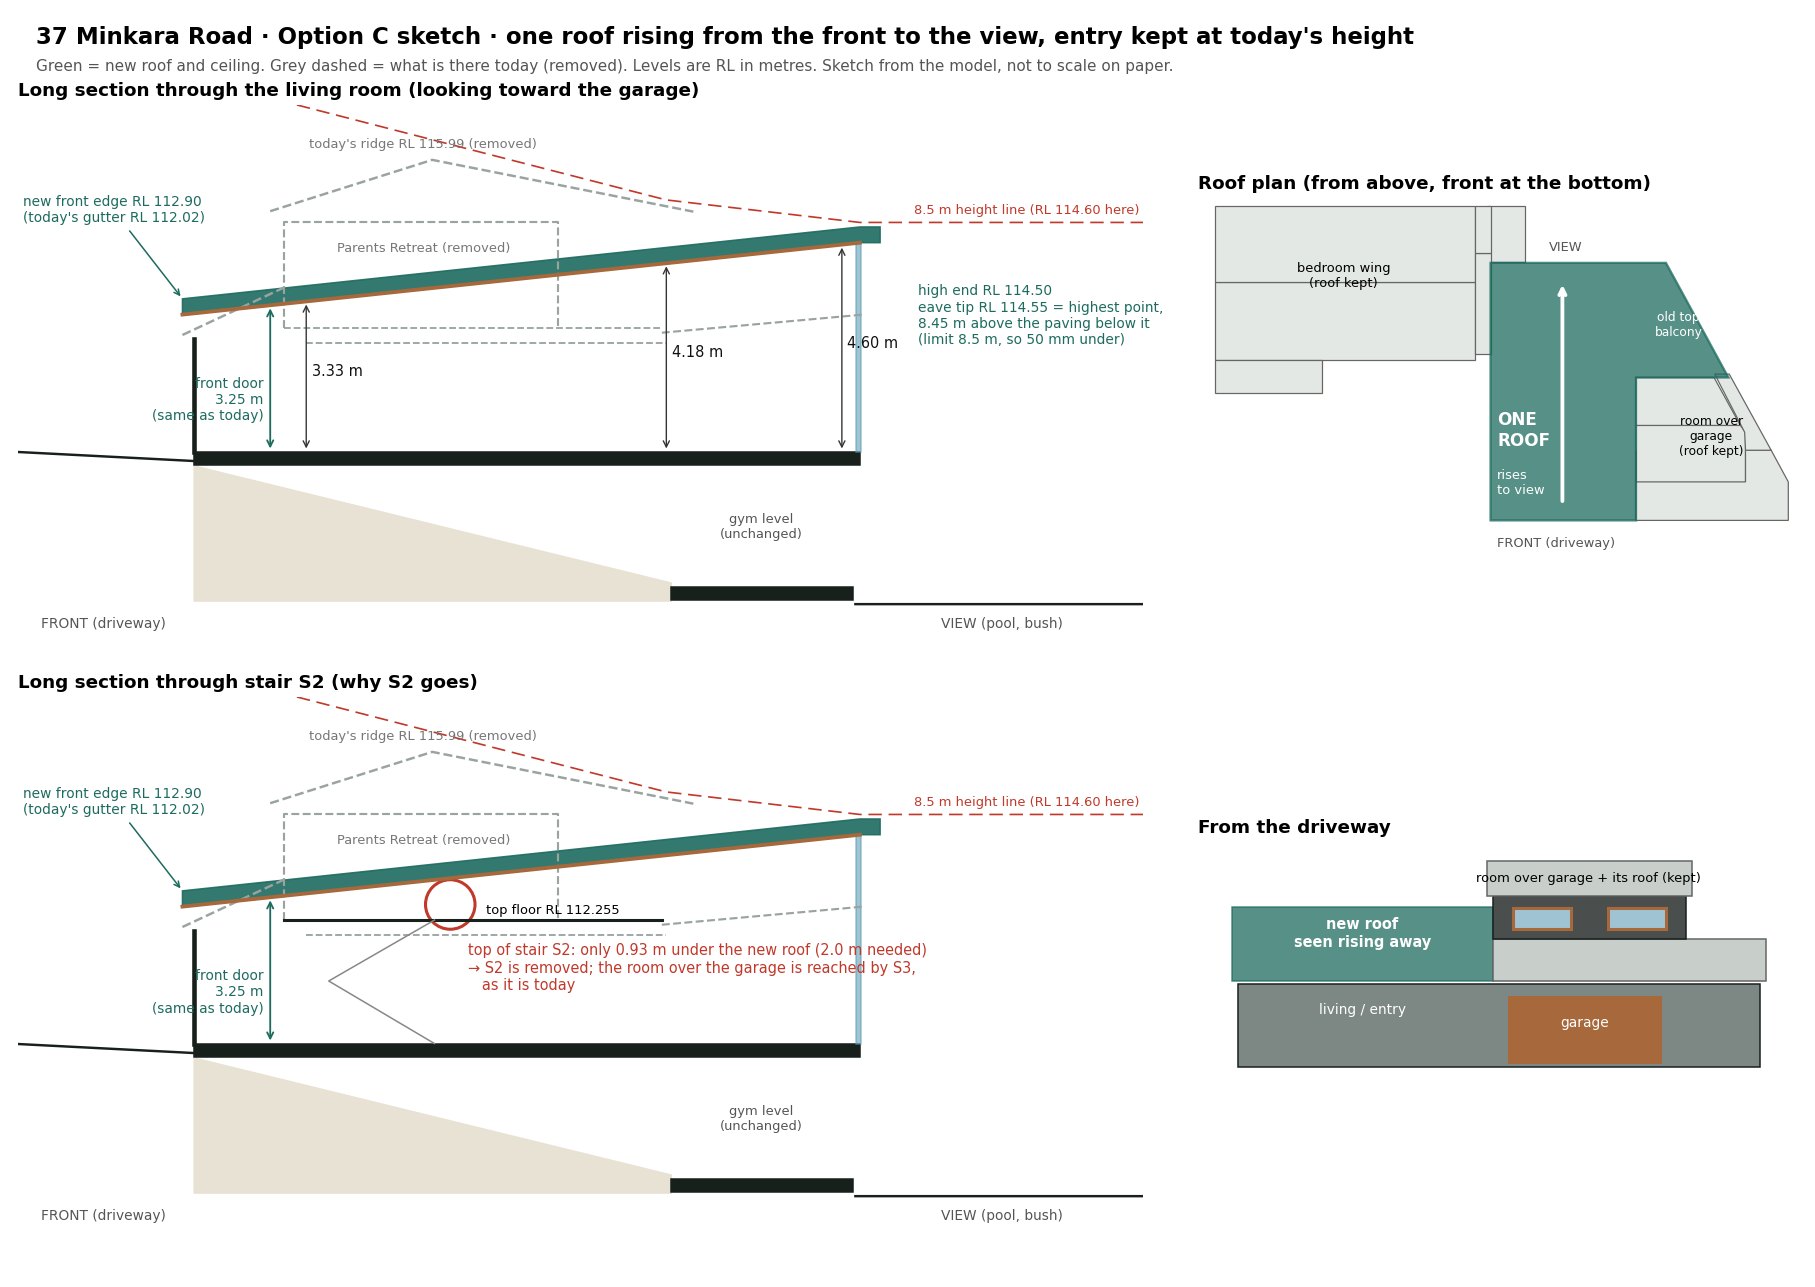 37 Minkara Road · Option C sketch · one roof rising from the front to the view, entry kept at today's height
Green = new roof and ceiling. Grey dashed = what is there today (removed). Levels are RL in metres. Sketch from the model, not to scale on paper.
Long section through the living room (looking toward the garage)
today's ridge RL 115.99 (removed)
new front edge RL 112.90
(today's gutter RL 112.02)
8.5 m height line (RL 114.60 here)
Parents Retreat (removed)
high end RL 114.50
eave tip RL 114.55 = highest point,
8.45 m above the paving below it
(limit 8.5 m, so 50 mm under)
4.60 m
4.18 m
3.33 m
front door
3.25 m
(same as today)
gym level
(unchanged)
FRONT (driveway)
VIEW (pool, bush)
Roof plan (from above, front at the bottom)
VIEW
bedroom wing
(roof kept)
old top
balcony
ONE
ROOF
room over
garage
(roof kept)
rises
to view
FRONT (driveway)
Long section through stair S2 (why S2 goes)
today's ridge RL 115.99 (removed)
new front edge RL 112.90
(today's gutter RL 112.02)
8.5 m height line (RL 114.60 here)
Parents Retreat (removed)
top floor RL 112.255
top of stair S2: only 0.93 m under the new roof (2.0 m needed)
→ S2 is removed; the room over the garage is reached by S3,
as it is today
front door
3.25 m
(same as today)
gym level
(unchanged)
FRONT (driveway)
VIEW (pool, bush)
From the driveway
room over garage + its roof (kept)
new roof
seen rising away
living / entry
garage